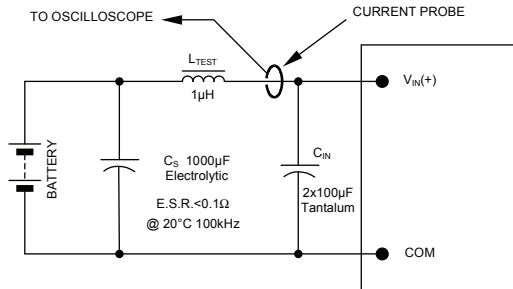 TO OSCILLOSCOPE
CURRENT PROBE
LTEST
1µH
VIN(+)
BATTERY
CS 1000µF
Electrolytic
E.S.R.<0.1Ω
@ 20°C 100kHz
CIN
2x100µF
Tantalum
COM